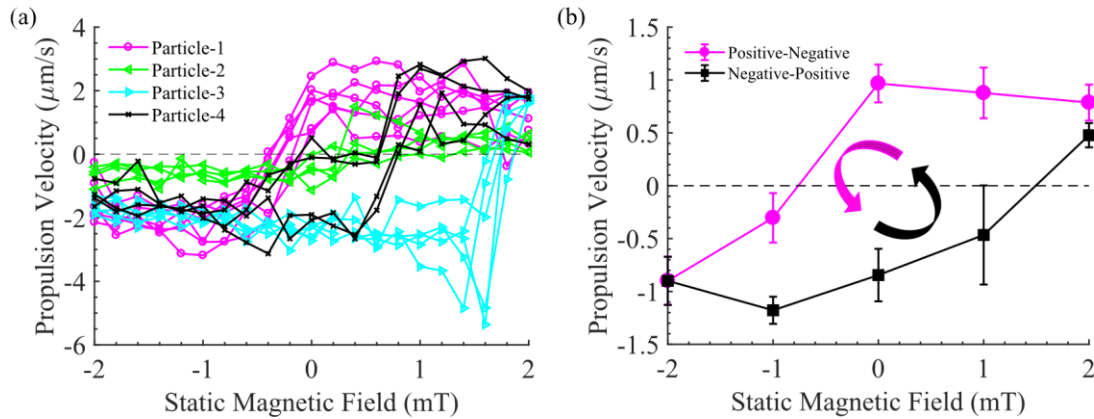 (a)
Propulsion Velocity (μm/s)
4
2
0
-2
-4
-6
Particle-1
Particle-2
Particle-3
Particle-4
-2
-1
0
1
2
Static Magnetic Field (mT)
(b)
Propulsion Velocity (μm/s)
1.5
1
0.5
0
-0.5
-1
-1.5
Positive-Negative
Negative-Positive
-2
-1
0
1
2
Static Magnetic Field (mT)